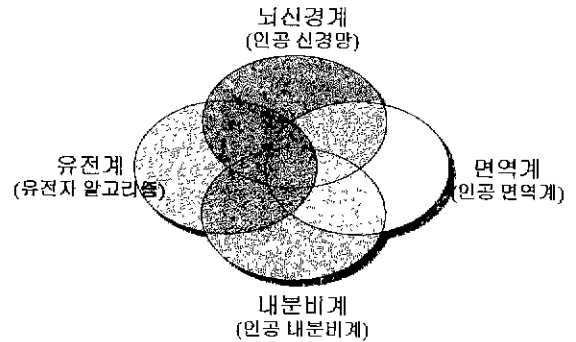 뇌신경계
(인공 신경망)
유전계
(유전자 알고리즘)
면역계
(인공 면역계)
내분비계
(인공 내분비계)